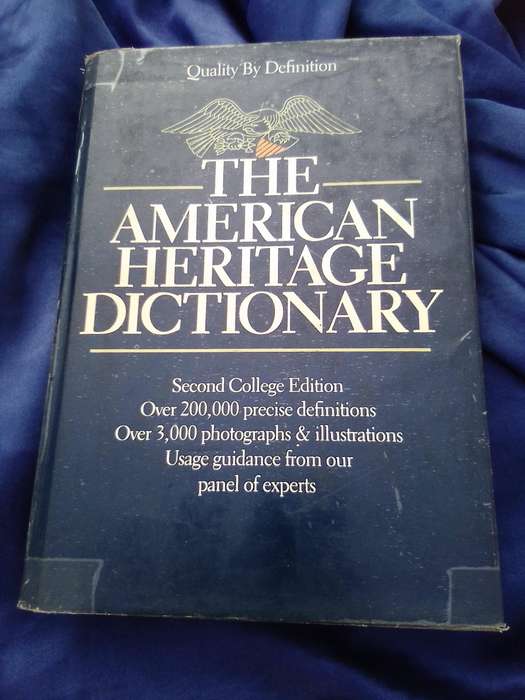 Quality By Definition
THE
AMERICAN
HERITAGE
DICTIONARY
Second College Edition
Over 200,000 precise definitions
Over 3,000 photographs & illustrations
Usage guidance from our
panel of experts